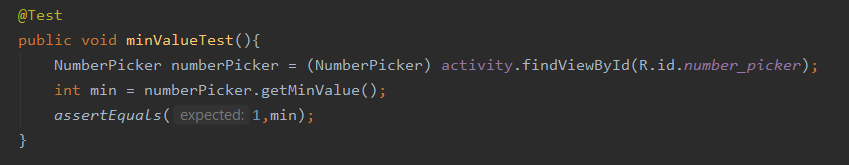 @Test
public void minValueTest(){
    NumberPicker numberPicker = (NumberPicker) activity.findViewById(R.id.number_picker);
    int min = numberPicker.getMinValue();
    assertEquals( expected: 1,min);
}